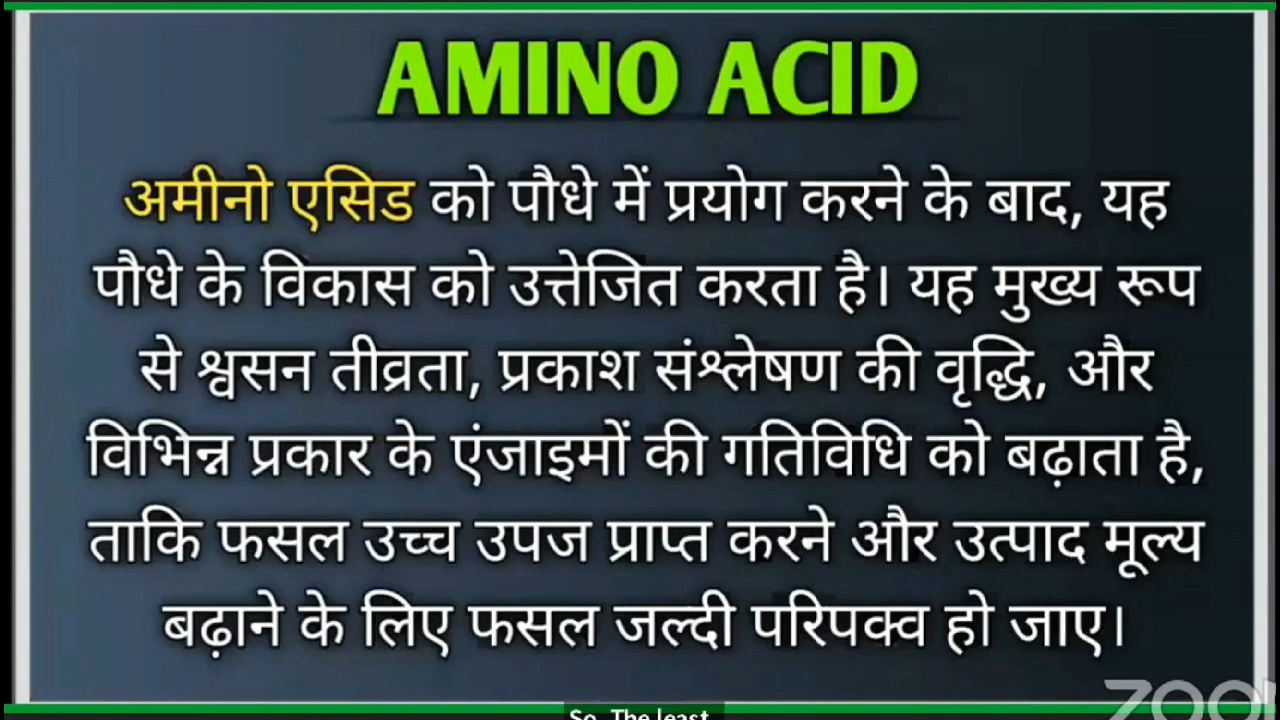 AMINO ACID
अमीनो एसिड को पौधे में प्रयोग करने के बाद, यह
पौधे के विकास को उत्तेजित करता है। यह मुख्य रूप
से श्वसन तीव्रता, प्रकाश संश्लेषण की वृद्धि, और
विभिन्न प्रकार के एंजाइमों की गतिविधि को बढ़ाता है,
ताकि फसल उच्च उपज प्राप्त करने और उत्पाद मूल्य
बढ़ाने के लिए फसल जल्दी परिपक्व हो जाए।
So. The least